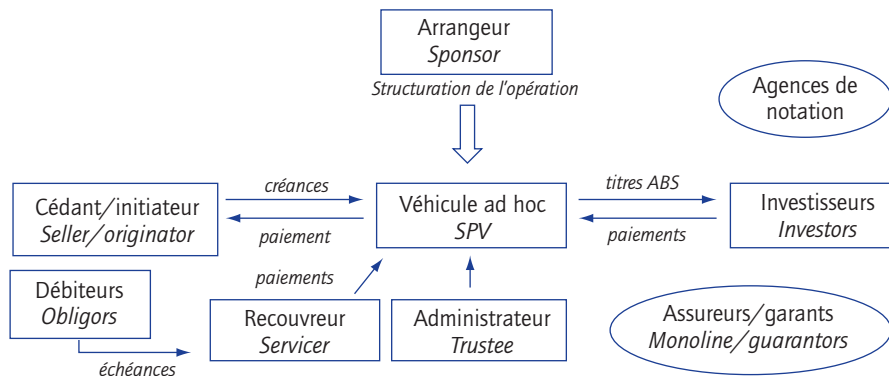 Arrangeur
Sponsor
Structuration de l'opération
Agences de
notation
créances
titres ABS
Cédant/initiateur
Seller/originator
Véhicule ad hoc
SPV
Investisseurs
Investors
paiement
paiements
paiements
Débiteurs
Obligors
Recouvreur
Servicer
Administrateur
Trustee
Assureurs/garants
Monoline/guarantors
échéances